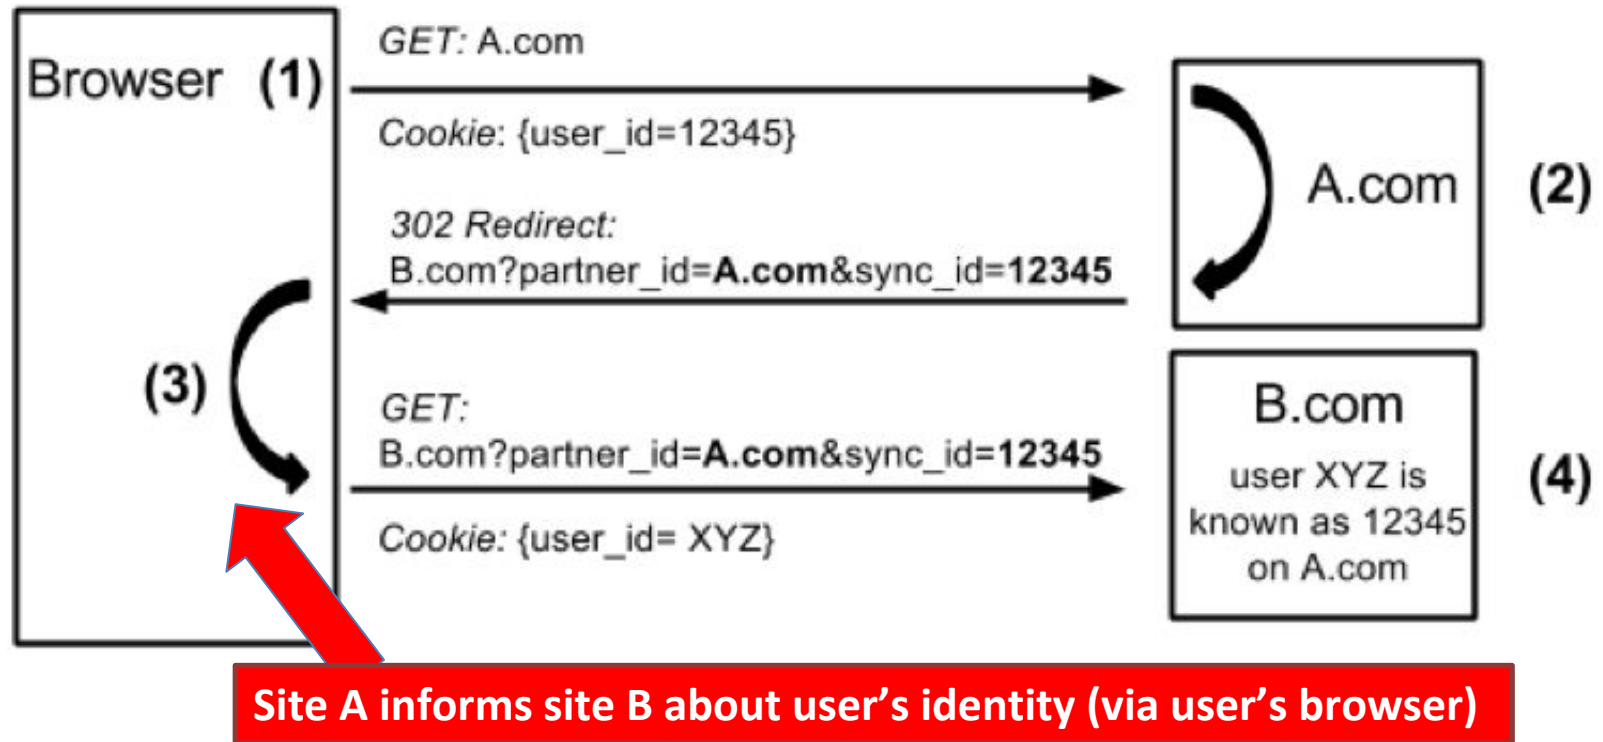 Browser (1)
GET: A.com
Cookie: {user_id=12345}
A.com
(2)
302 Redirect:
B.com?partner_id=A.com&sync_id=12345
(3)
GET:
B.com?partner_id=A.com&sync_id=12345
Cookie: {user_id= XYZ}
B.com
user XYZ is
known as 12345
on A.com
(4)
Site A informs site B about user’s identity (via user’s browser)